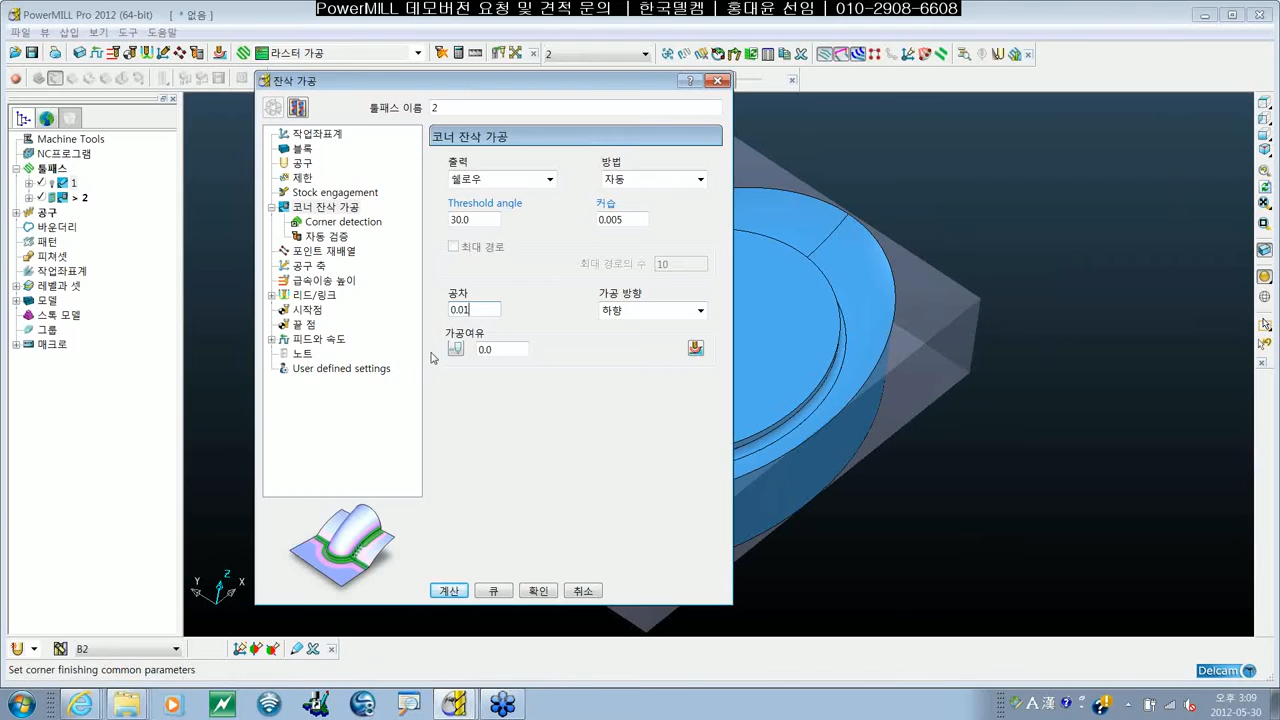 PowerMILL 데모버전 요청 및 견적 문의 | 한국델켐 | 홍대윤 선임 | 010-2908-6608
PowerMILL Pro 2012 (64-bit) [ * 없음 ]
파일 뷰 삽입 보기 도구 도움말
라스터 가공
2
잔삭 가공
툴패스 이름
2
작업좌표계
블록
공구
제한
Stock engagement
코너 잔삭 가공
Corner detection
자동 검증
포인트 재배열
공구 축
급속이송 높이
리드/링크
시작점
끝 점
피드와 속도
노트
User defined settings
코너 잔삭 가공
출력
방법
쉘로우
자동
Threshold angle
커습
30.0
0.005
최대 경로
최대 경로의 수
10
공차
가공 방향
0.01
하향
가공여유
0.0
계산
큐
확인
취소
Machine Tools
NC프로그램
툴패스
1
> 2
공구
바운더리
패턴
피쳐셋
작업좌표계
레벨과 셋
모델
스톡 모델
그룹
매크로
Z
Y
X
B2
Set corner finishing common parameters
Delcam
A 漢
오후 3:09
2012-05-30